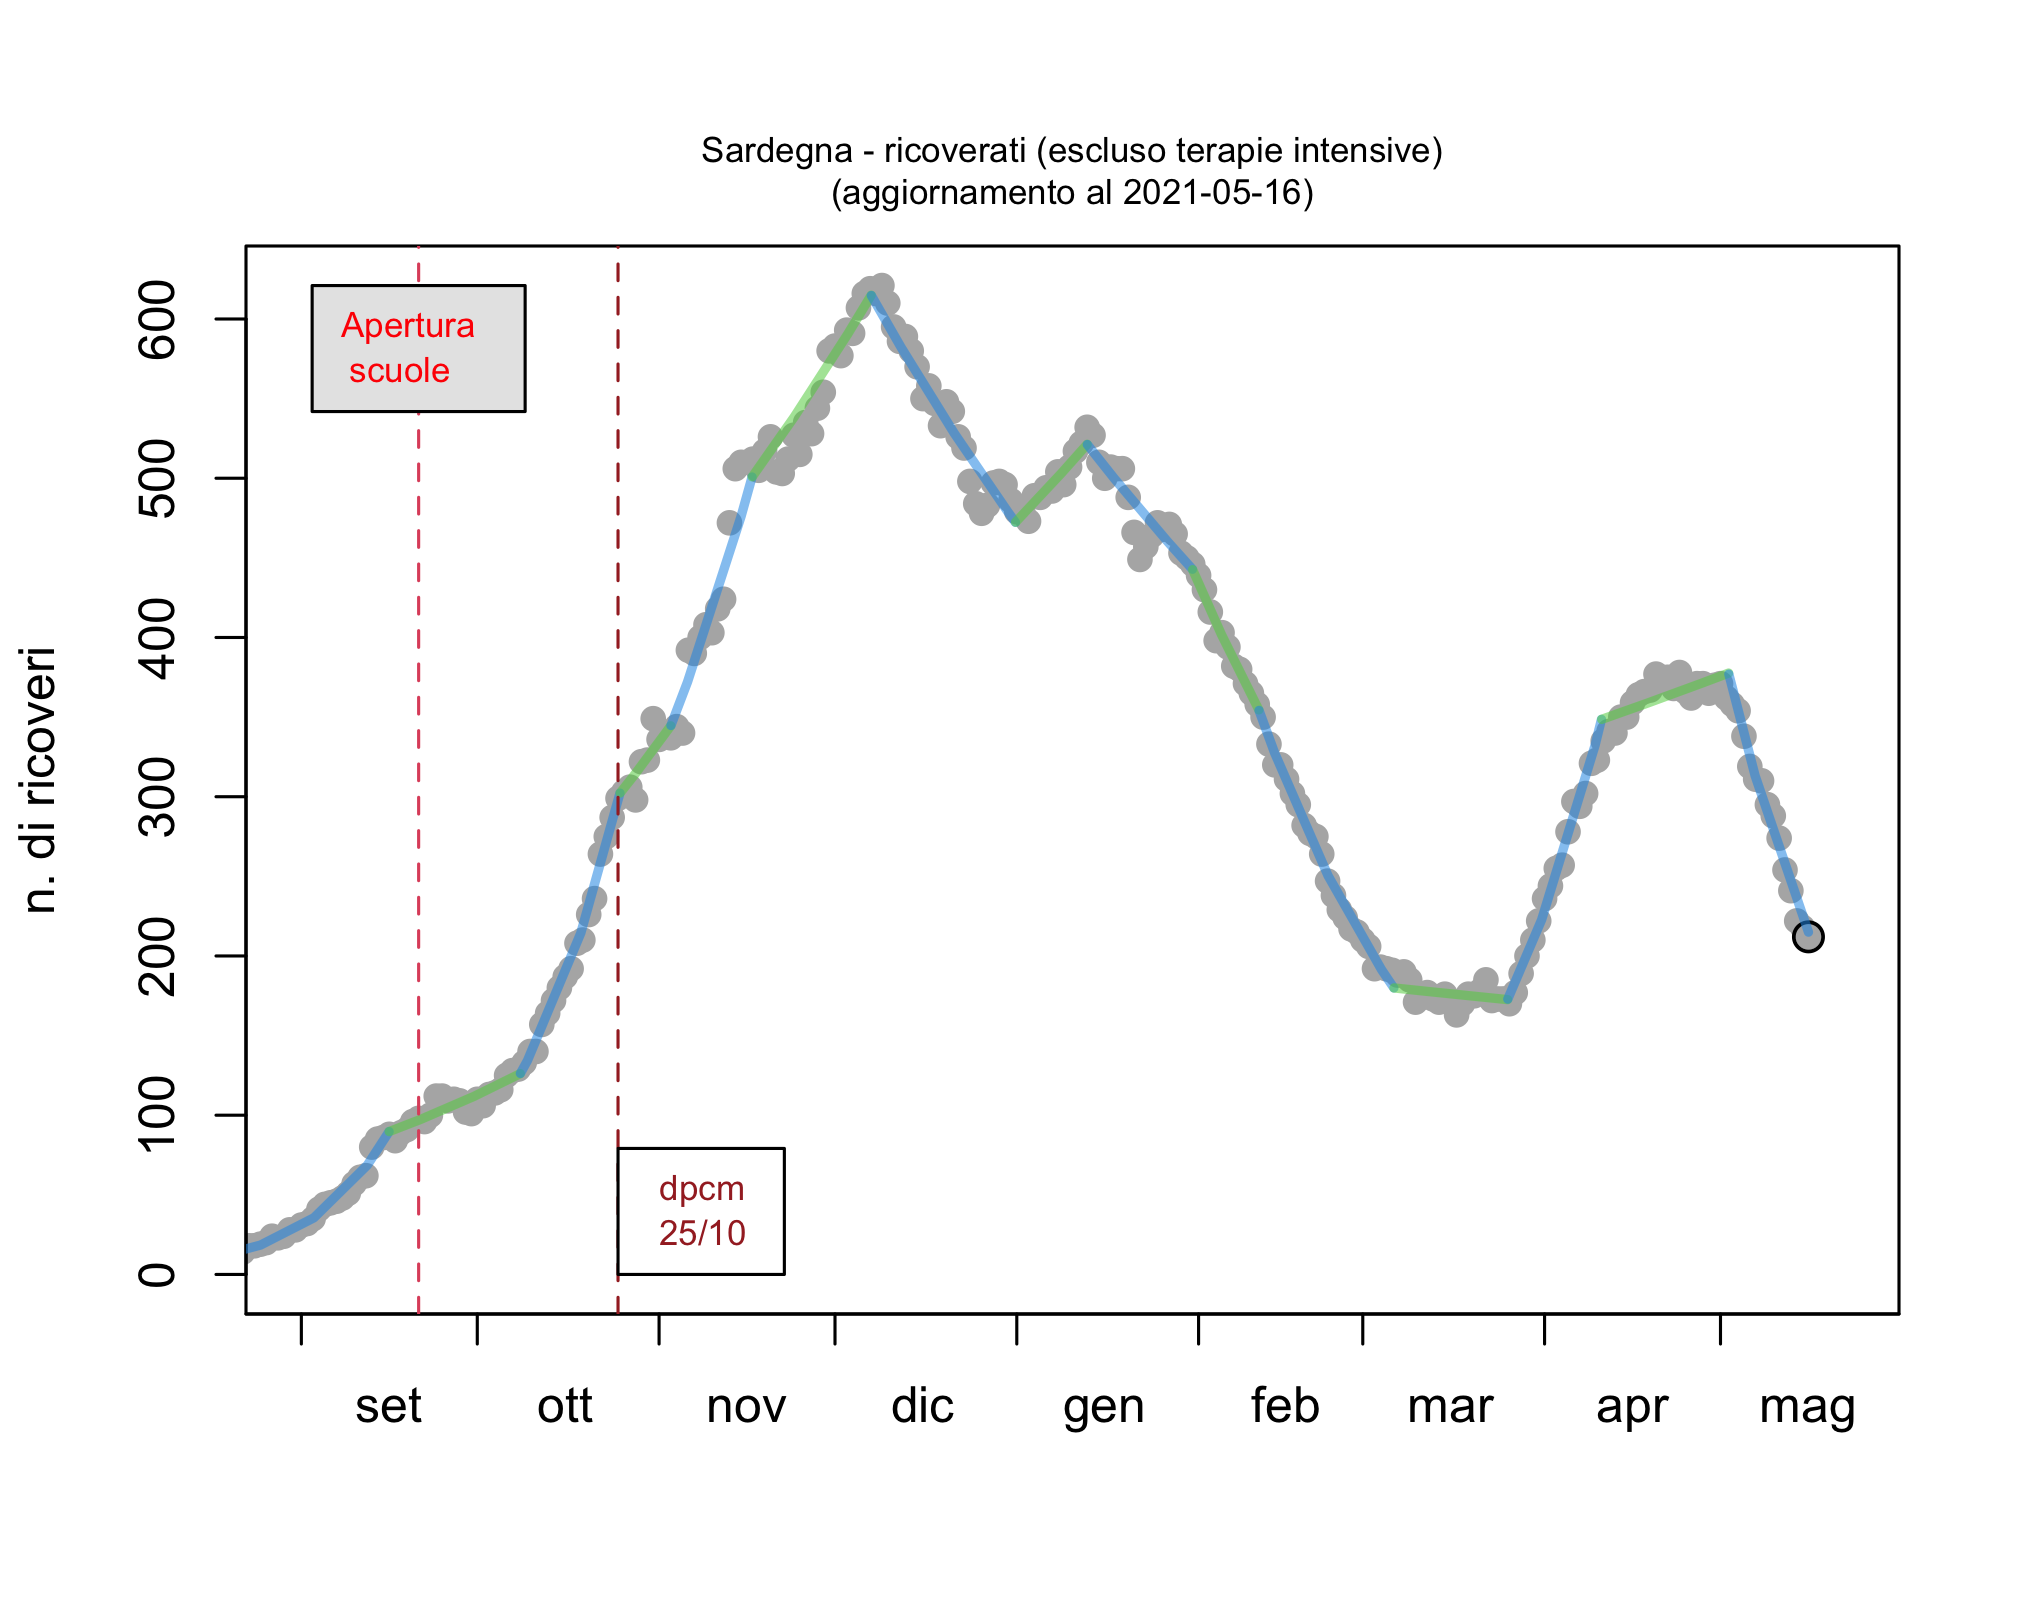 Sardegna - ricoverati (escluso terapie intensive)
(aggiornamento al 2021-05-16)
n. di ricoveri
600
500
400
300
200
100
0
Apertura
scuole
dpcm
25/10
set ott nov dic gen feb mar apr mag